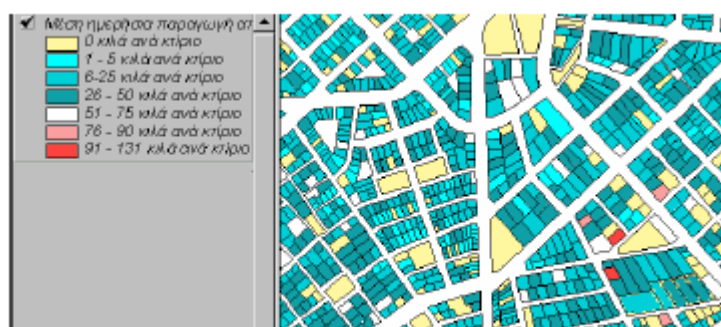 Μέση ημερήσια παραγωγή απ
0 κιλά ανά κτίριο
1 - 5 κιλά ανά κτίριο
6-25 κιλά ανά κτίριο
26 - 50 κιλά ανά κτίριο
51 - 75 κιλά ανά κτίριο
76 - 90 κιλά ανά κτίριο
91 - 131 κιλά ανά κτίριο